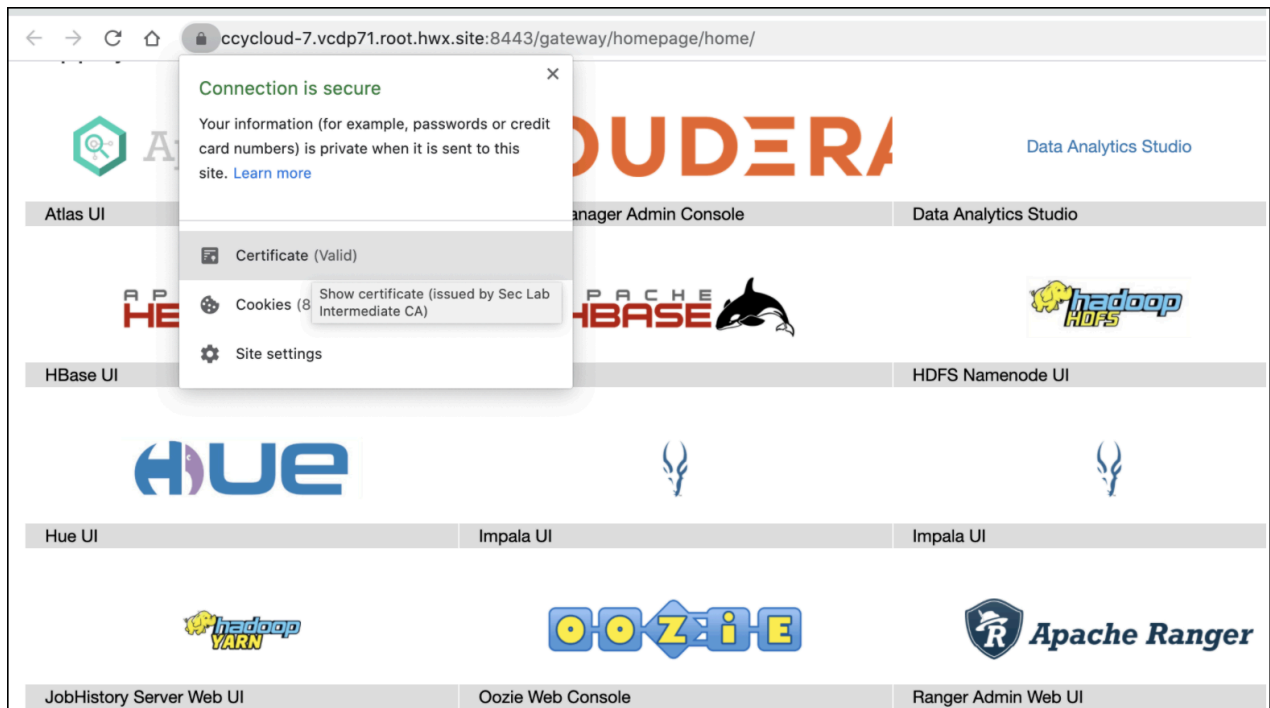 ccycloud-7.vcdp71.root.hwx.site:8443/gateway/homepage/home/
Connection is secure
Your information (for example, passwords or credit
card numbers) is private when it is sent to this
site. Learn more
Certificate (Valid)
Show certificate (issued by Sec Lab
Intermediate CA)
Cookies (8
Site settings
OUDERA
Data Analytics Studio
Atlas UI
anager Admin Console
Data Analytics Studio
AP
HE
PACHE
HBASE
hadoop
HDFS
HBase UI
HDFS Namenode UI
HUE
Hue UI
Impala UI
Impala UI
hadoop
YARN
OOZiE
R
Apache Ranger
JobHistory Server Web UI
Oozie Web Console
Ranger Admin Web UI